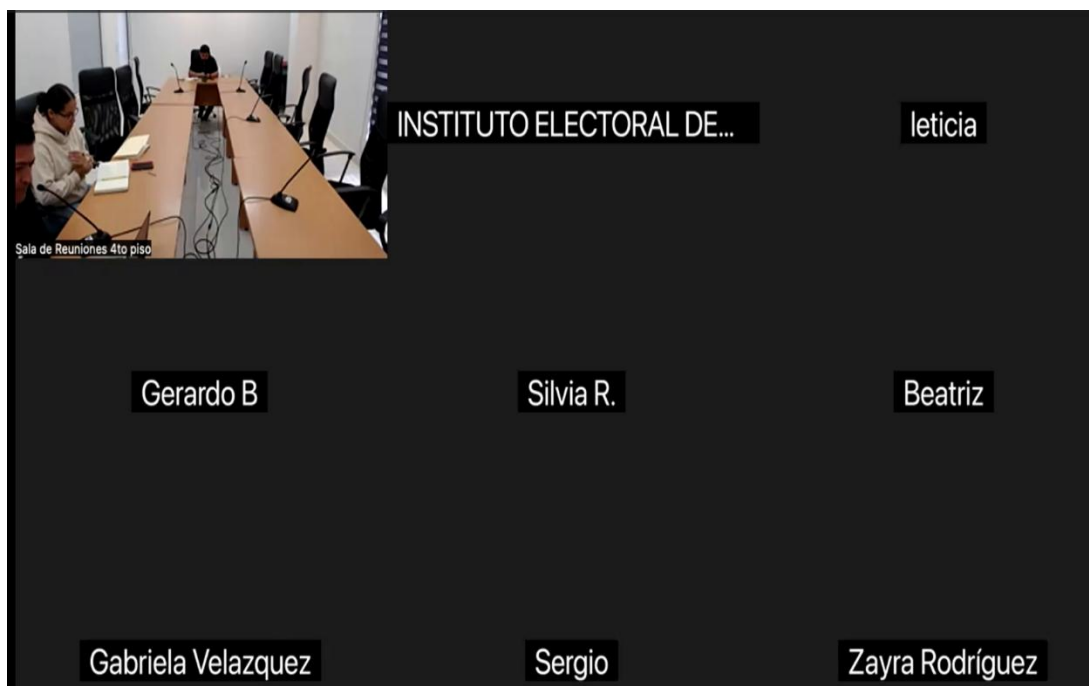 Sala de Reuniones 4to piso
INSTITUTO ELECTORAL DE...
leticia
Gerardo B
Silvia R.
Beatriz
Gabriela Velazquez
Sergio
Zayra Rodríguez